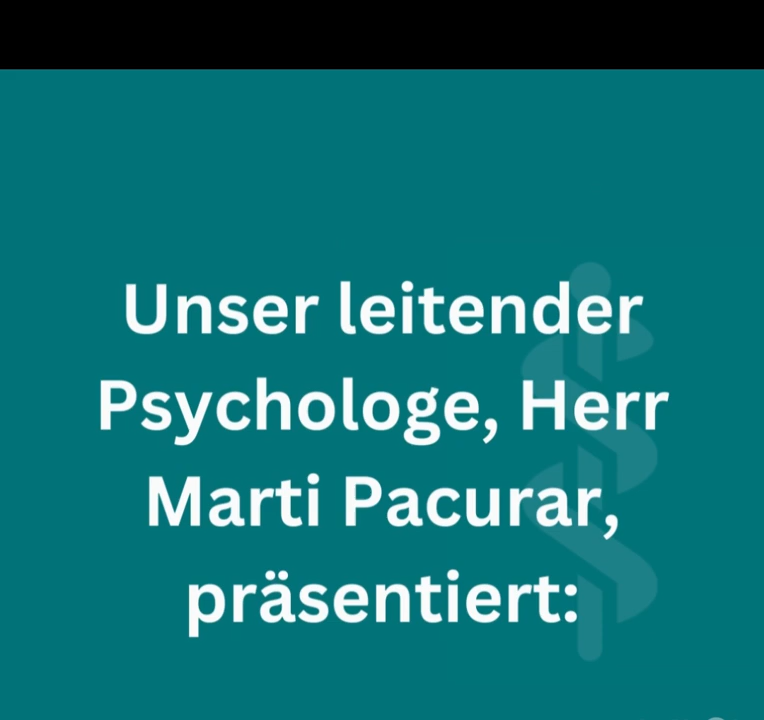 Unser leitender
Psychologe, Herr
Marti Pacurar,
präsentiert: